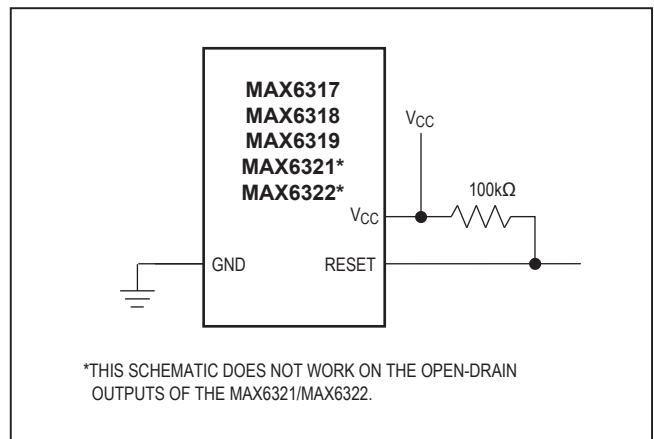 MAX6317
MAX6318
MAX6319
MAX6321*
MAX6322*
VCC
100kΩ
VCC
GND
RESET
*THIS SCHEMATIC DOES NOT WORK ON THE OPEN-DRAIN
OUTPUTS OF THE MAX6321/MAX6322.